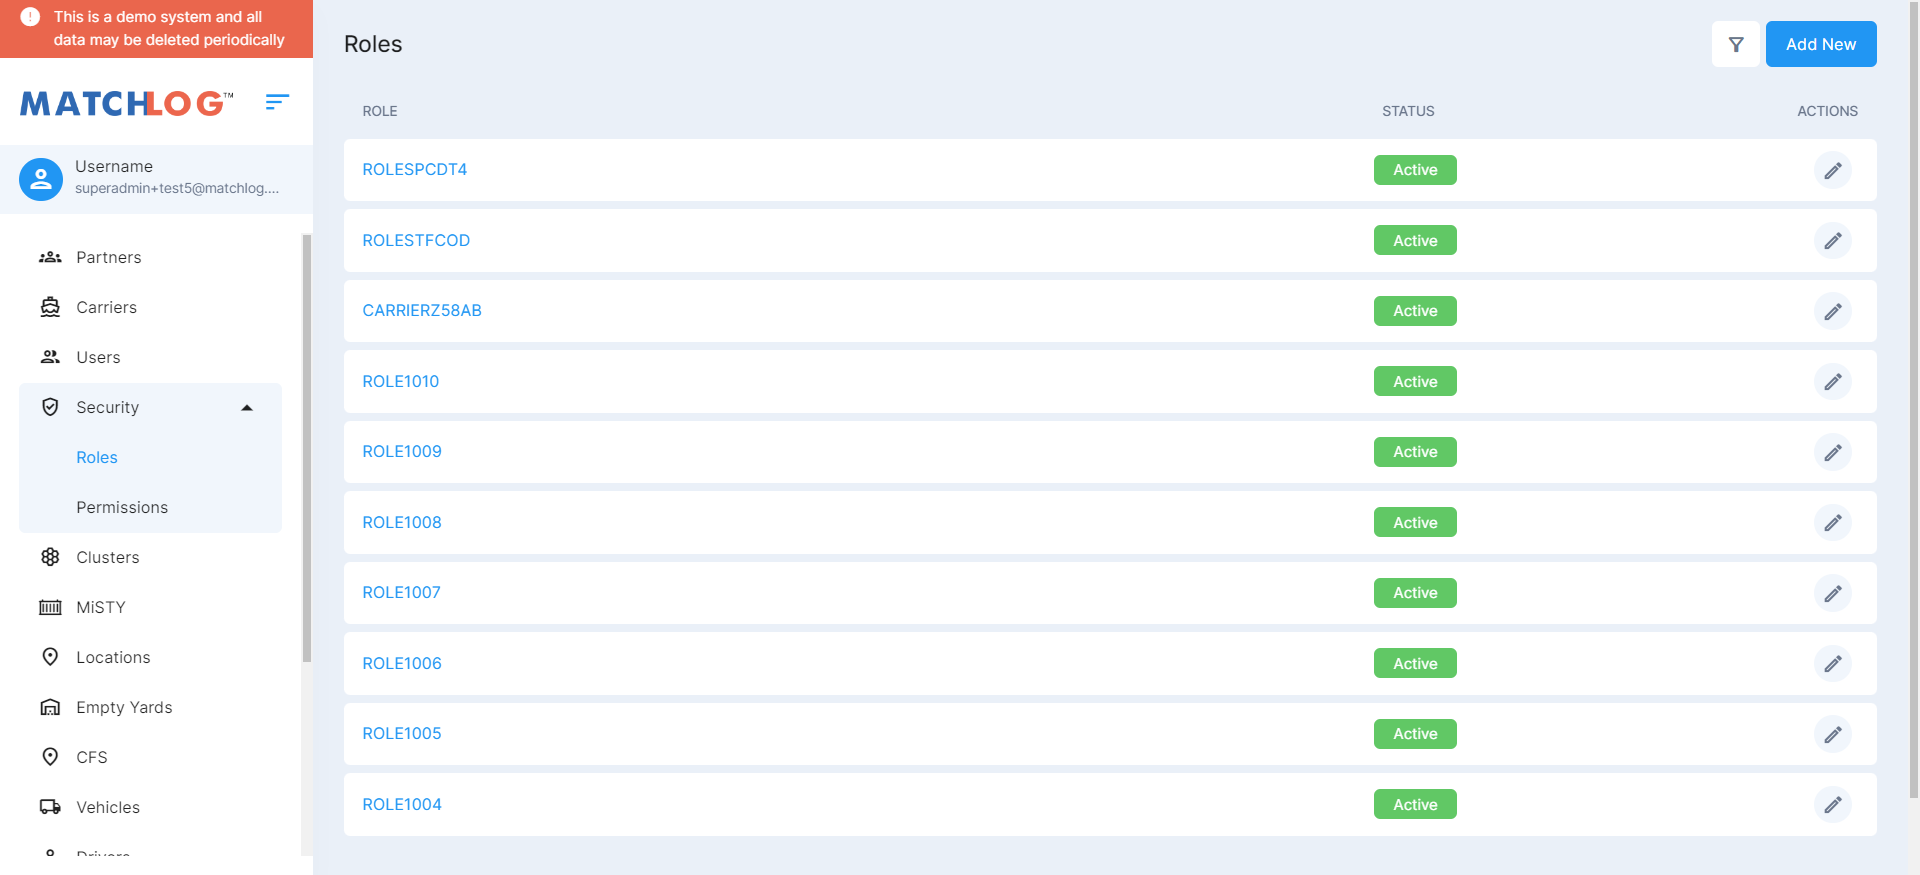 This is a demo system and all
data may be deleted periodically
MATCHLOG™
Username
superadmin+test5@matchlog....
Partners
Carriers
Users
Security
Roles
Permissions
Clusters
MiSTY
Locations
Empty Yards
CFS
Vehicles
Drivers
Roles
Add New
ROLE STATUS ACTIONS
ROLESPCDT4 Active
ROLESTFCOD Active
CARRIERZ58AB Active
ROLE1010 Active
ROLE1009 Active
ROLE1008 Active
ROLE1007 Active
ROLE1006 Active
ROLE1005 Active
ROLE1004 Active